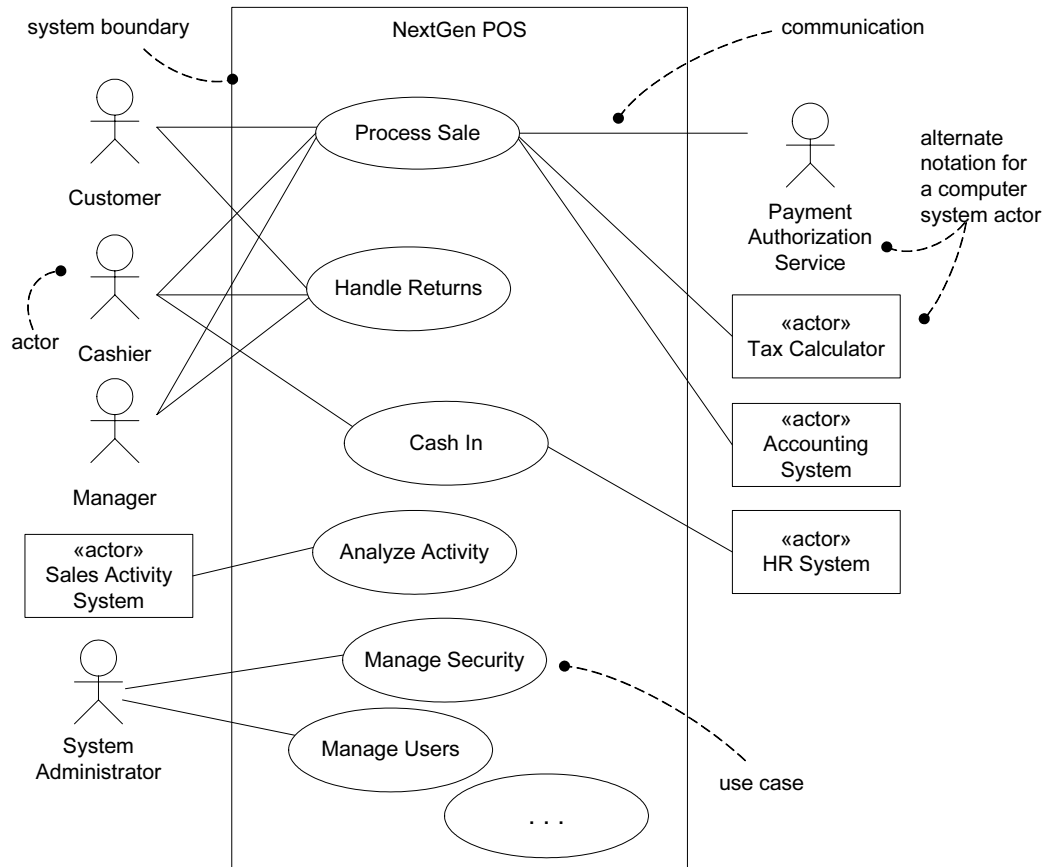 system boundary
NextGen POS
communication
Customer
Process Sale
alternate
notation for
a computer
system actor
Payment
Authorization
Service
actor
Cashier
Handle Returns
«actor»
Tax Calculator
Manager
Cash In
«actor»
Accounting
System
«actor»
Sales Activity
System
Analyze Activity
«actor»
HR System
System
Administrator
Manage Security
Manage Users
use case
. . .